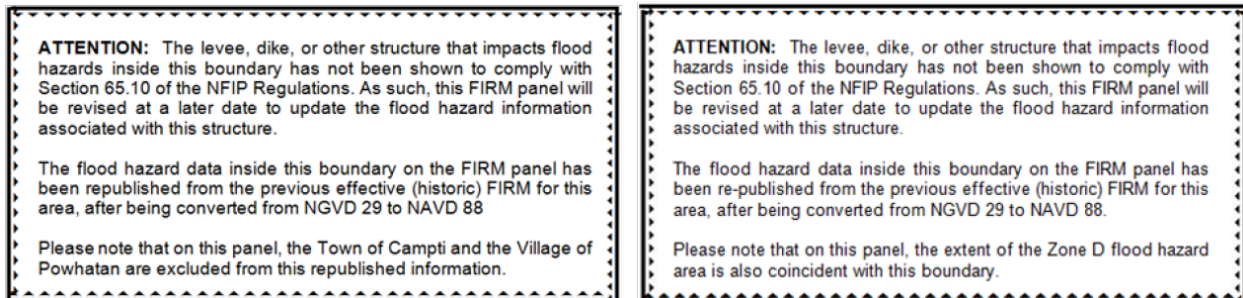 ATTENTION: The levee, dike, or other structure that impacts flood
hazards inside this boundary has not been shown to comply with
Section 65.10 of the NFIP Regulations. As such, this FIRM panel will
be revised at a later date to update the flood hazard information
associated with this structure.
The flood hazard data inside this boundary on the FIRM panel has
been republished from the previous effective (historic) FIRM for this
area, after being converted from NGVD 29 to NAVD 88
Please note that on this panel, the Town of Campti and the Village of
Powhatan are excluded from this republished information.
ATTENTION: The levee, dike, or other structure that impacts flood
hazards inside this boundary has not been shown to comply with
Section 65.10 of the NFIP Regulations. As such, this FIRM panel will
be revised at a later date to update the flood hazard information
associated with this structure.
The flood hazard data inside this boundary on the FIRM panel has
been re-published from the previous effective (historic) FIRM for this
area, after being converted from NGVD 29 to NAVD 88.
Please note that on this panel, the extent of the Zone D flood hazard
area is also coincident with this boundary.